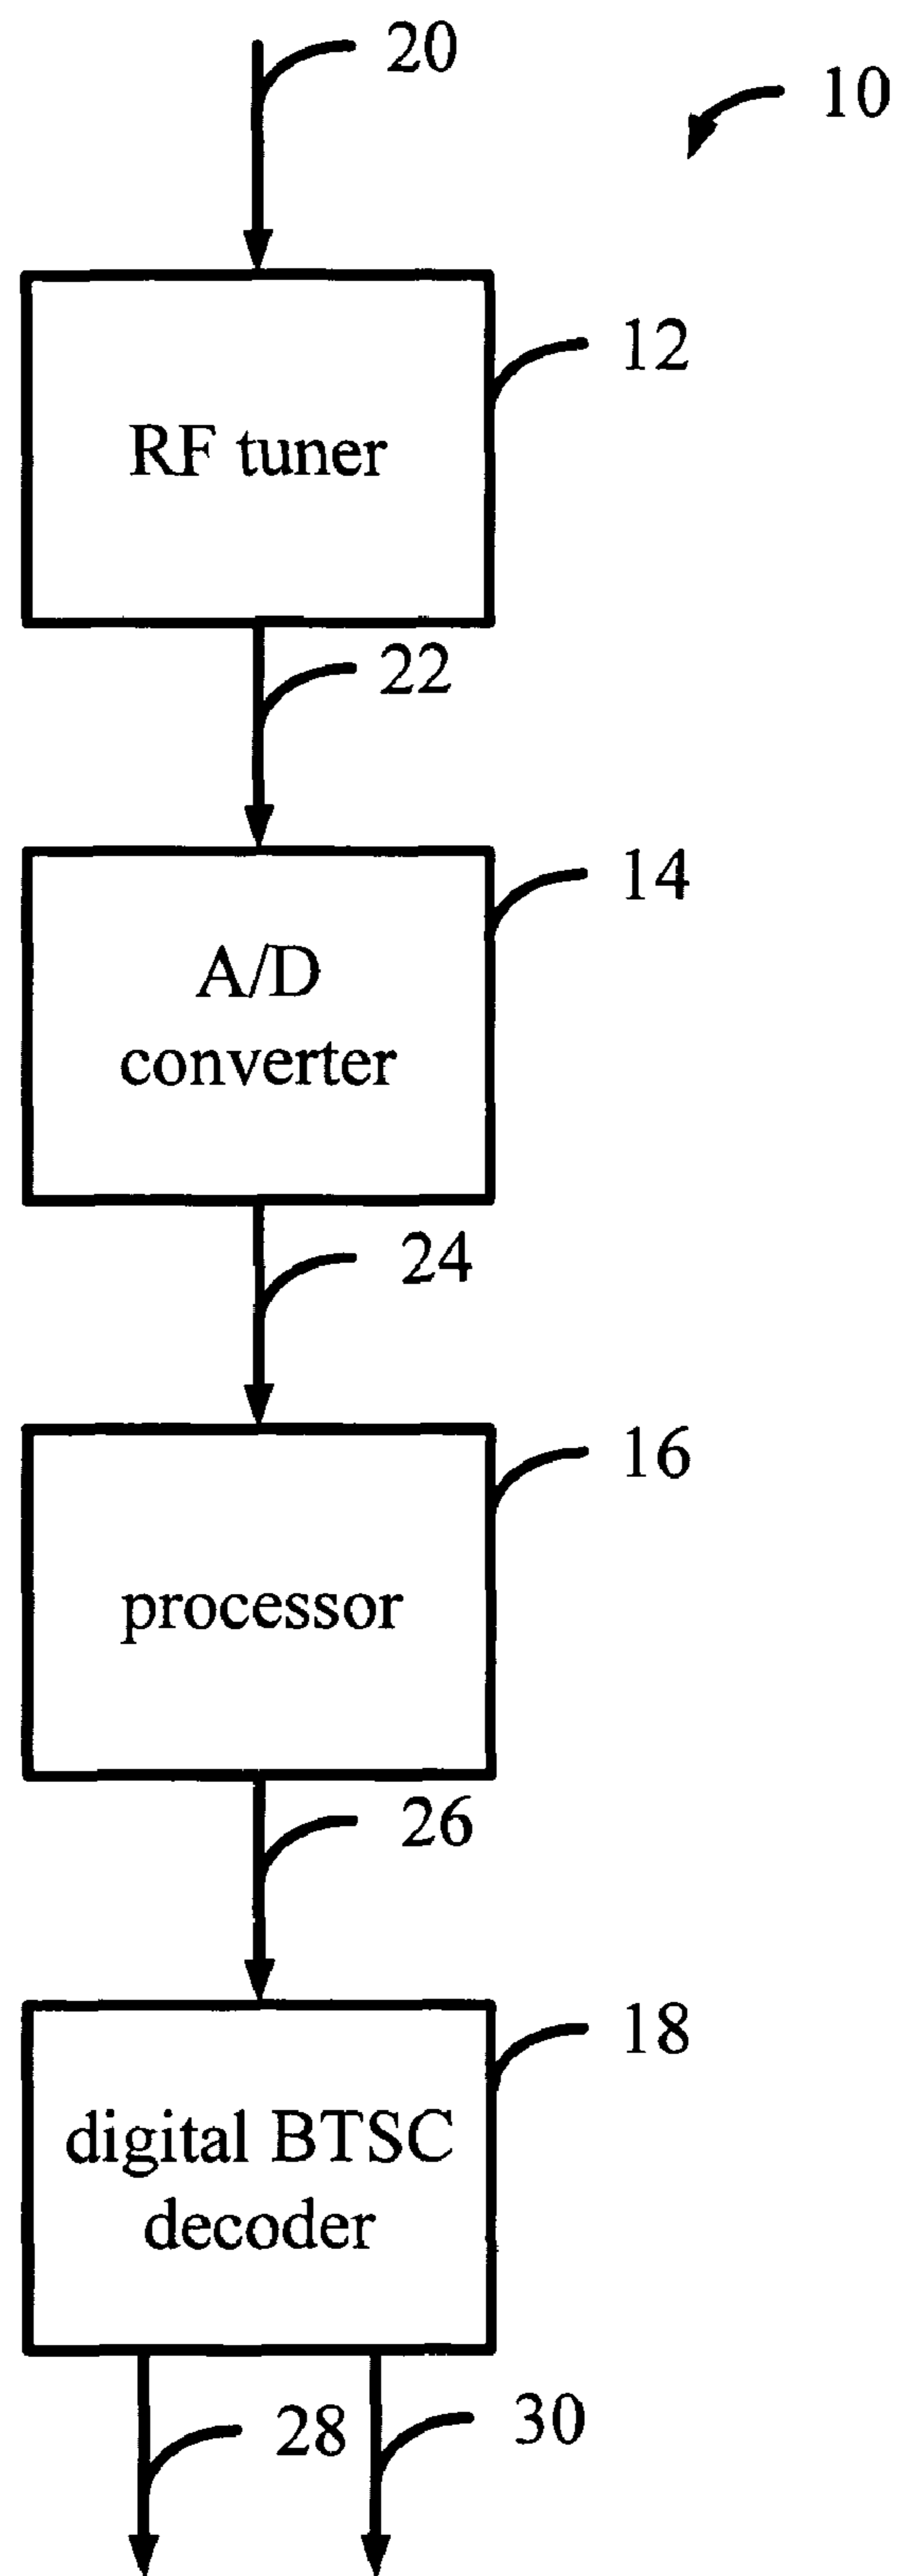 20
10
12
RF tuner
22
14
A/D
converter
24
16
processor
26
18
digital BTSC
decoder
28
30